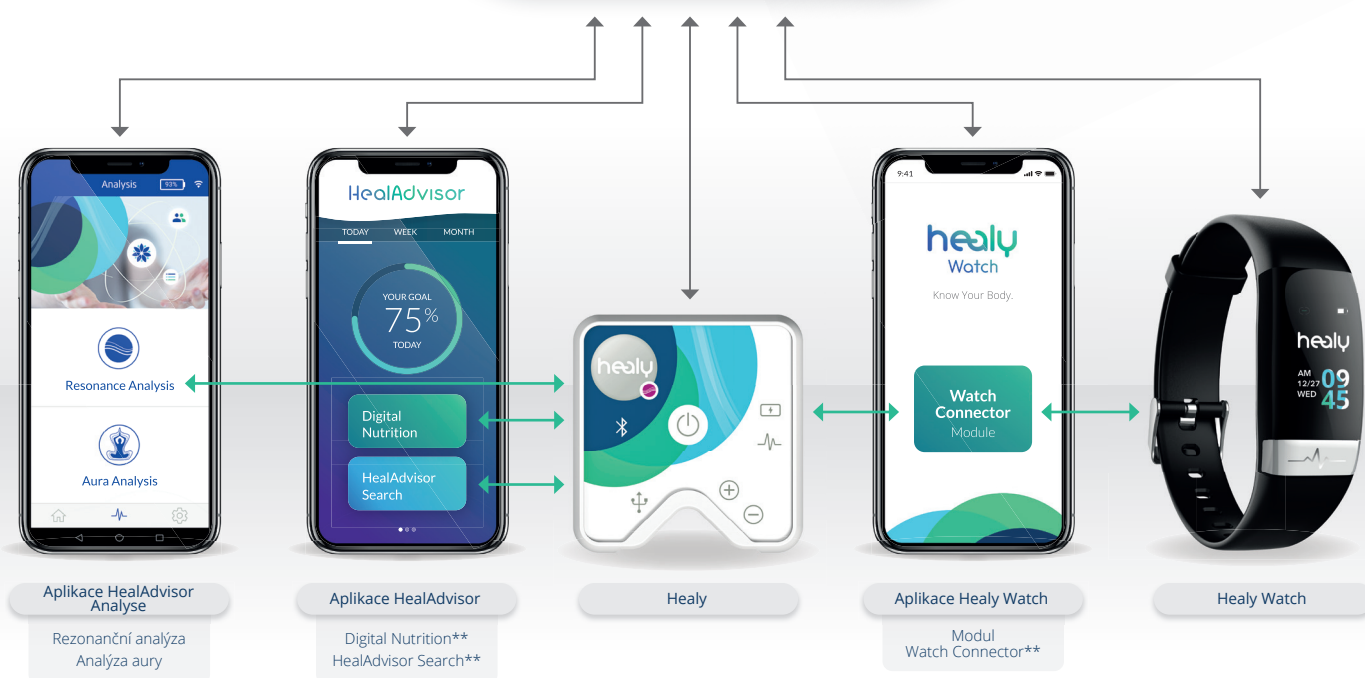 Analysis
93%
Resonance Analysis
Aura Analysis
Aplikace HealAdvisor
Analyse
Rezonanční analýza
Analýza aury
HealAdvisor
TODAY WEEK MONTH
YOUR GOAL
75%
TODAY
Digital
Nutrition
HealAdvisor
Search
Aplikace HealAdvisor
Digital Nutrition**
HealAdvisor Search**
healy
Healy
9:41
healy
Watch
Know Your Body.
Watch
Connector
Module
Aplikace Healy Watch
Modul
Watch Connector**
healy
AM
12/27
WED
09
45
Healy Watch